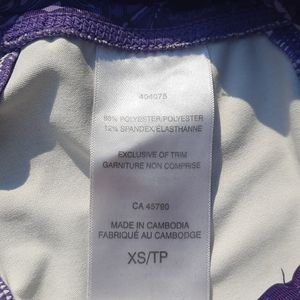 404075
88% POLYESTER/POLYESTER
12% SPANDEX/ELASTHANNE
EXCLUSIVE OF TRIM
GARNITURE NON COMPRISE
CA 45790
MADE IN CAMBODIA
FABRIQUÉ AU CAMBODGE
XS/TP